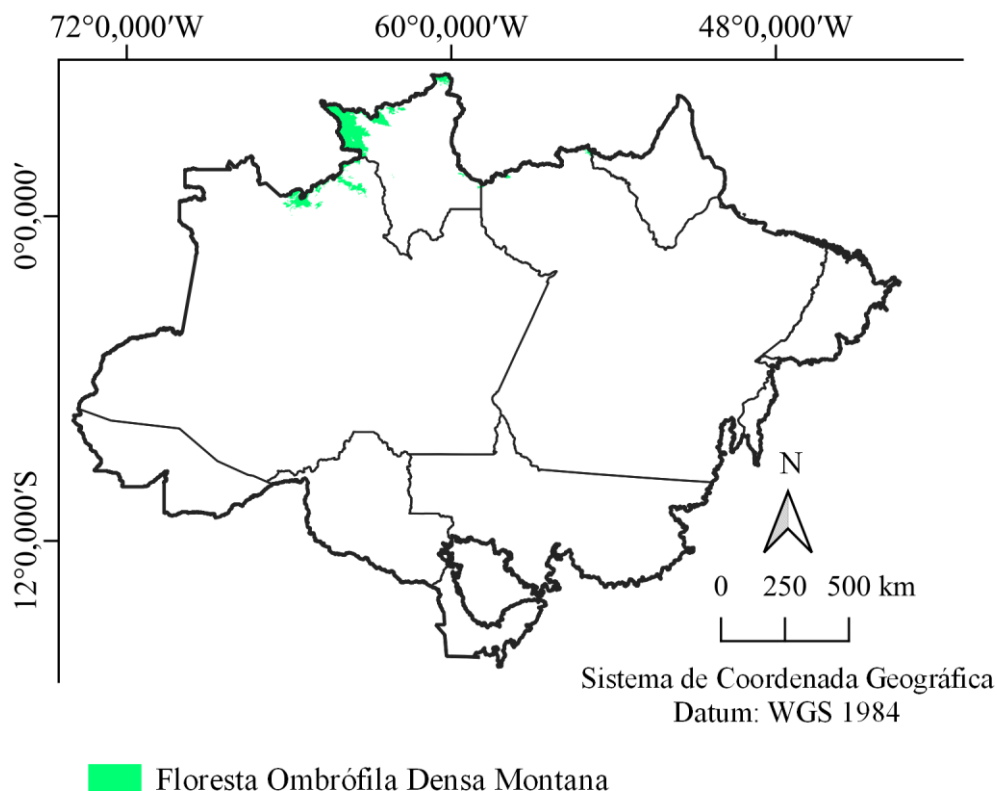 72°0,000'W 60°0,000'W 48°0,000'W
0°0,000'
12°0,000'S
N
0 250 500 km
Sistema de Coordenada Geográfica
Datum: WGS 1984
Floresta Ombrófila Densa Montana